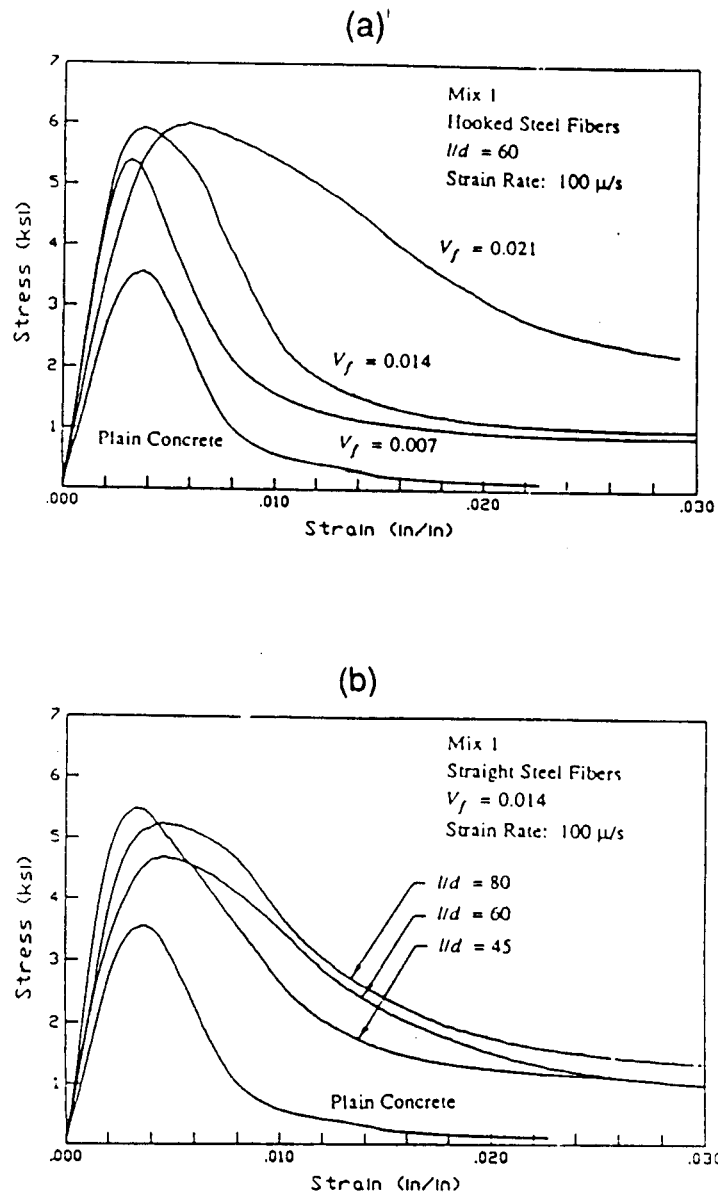 (a)
7
6
5
4
3
2
1
Stress (ksi)
Mix 1
Hooked Steel Fibers
l/d = 60
Strain Rate: 100 μ/s
V_f = 0.021
V_f = 0.014
V_f = 0.007
Plain Concrete
.000
.010
.020
.030
Strain (in/in)
(b)
7
6
5
4
3
2
1
Stress (ksi)
Mix 1
Straight Steel Fibers
V_f = 0.014
Strain Rate: 100 μ/s
l/d = 80
l/d = 60
l/d = 45
Plain Concrete
.000
.010
.020
.030
Strain (in/in)